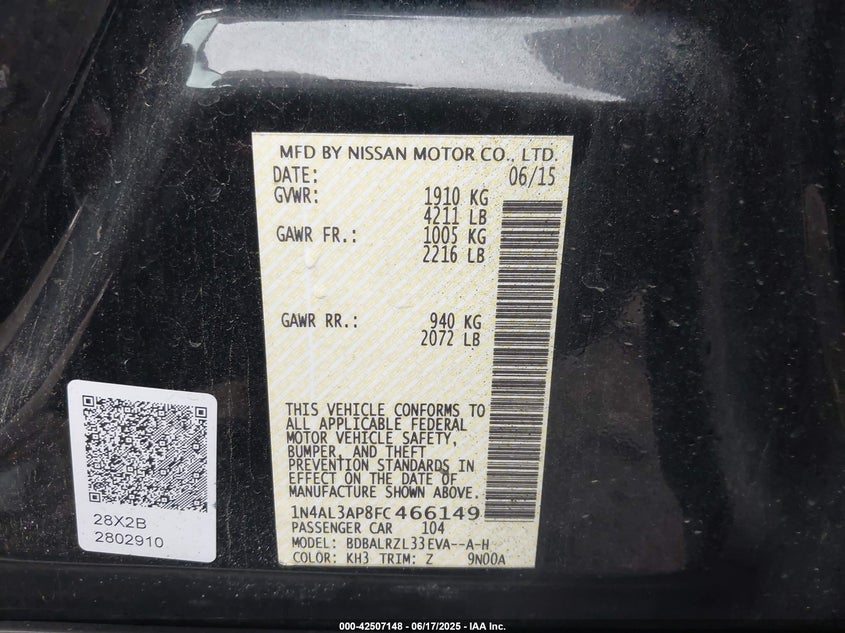 MFD BY NISSAN MOTOR CO., LTD.
DATE: 06/15
GVWR: 1910 KG
4211 LB
GAWR FR.: 1005 KG
2216 LB
GAWR RR.: 940 KG
2072 LB
THIS VEHICLE CONFORMS TO
ALL APPLICABLE FEDERAL
MOTOR VEHICLE SAFETY,
BUMPER, AND THEFT
PREVENTION STANDARDS IN
EFFECT ON THE DATE OF
MANUFACTURE SHOWN ABOVE.
1N4AL3AP8FC466149
PASSENGER CAR 104
MODEL: BDBALRZL33EVA--A-H
COLOR: KH3 TRIM: Z 9N00A
28X2B
2802910
000-42507148 - 06/17/2025 - IAA Inc.